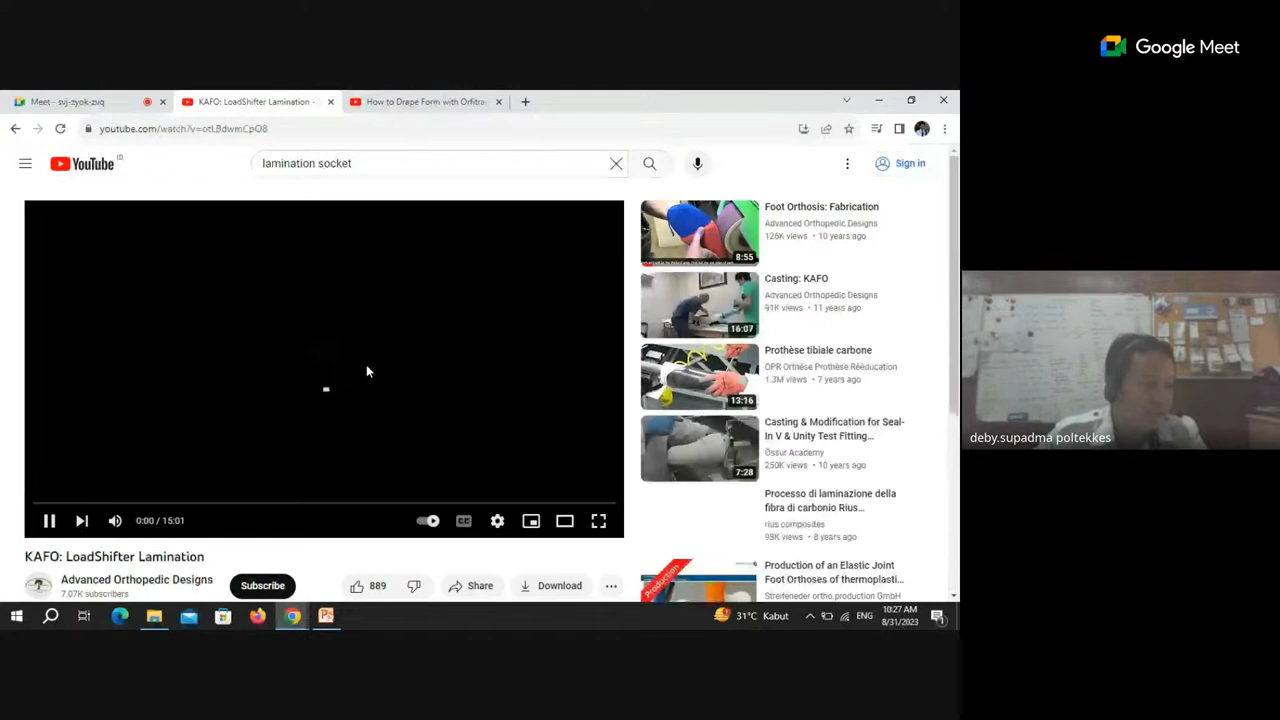 Google Meet
Meet - svj-zyok-zvq
KAFO: LoadShifter Lamination -
How to Drape Form with Orfitra
youtube.com/watch?v=otLBdwmCpO8
YouTube ID
lamination socket
Sign in
Foot Orthosis: Fabrication
Advanced Orthopedic Designs
126K views • 10 years ago
8:55
Casting: KAFO
Advanced Orthopedic Designs
91K views • 11 years ago
16:07
Prothèse tibiale carbone
OPR Orthèse Prothèse Rééducation
1.3M views • 7 years ago
13:16
Casting & Modification for Seal-
In V & Unity Test Fitting...
Össur Academy
250K views • 10 years ago
7:28
Processo di laminazione della
fibra di carbonio Rius...
rius composites
98K views • 8 years ago
Production of an Elastic Joint
Foot Orthoses of thermoplasti...
Streifeneder ortho.production GmbH
Production
0:00 / 15:01
KAFO: LoadShifter Lamination
Advanced Orthopedic Designs
7.07K subscribers
Subscribe
889
Share
Download
deby.supadma poltekkes
31°C Kabut
ENG
10:27 AM
8/31/2023